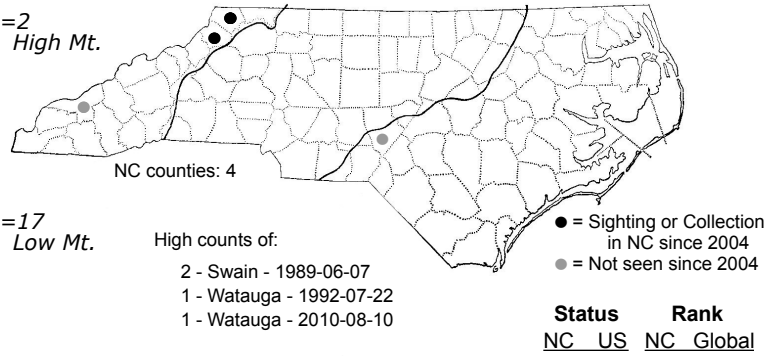 =2
High Mt.
NC counties: 4
=17
Low Mt.
High counts of:
2 - Swain - 1989-06-07
1 - Watauga - 1992-07-22
1 - Watauga - 2010-08-10
● = Sighting or Collection
in NC since 2004
● = Not seen since 2004
Status Rank
NC US NC Global